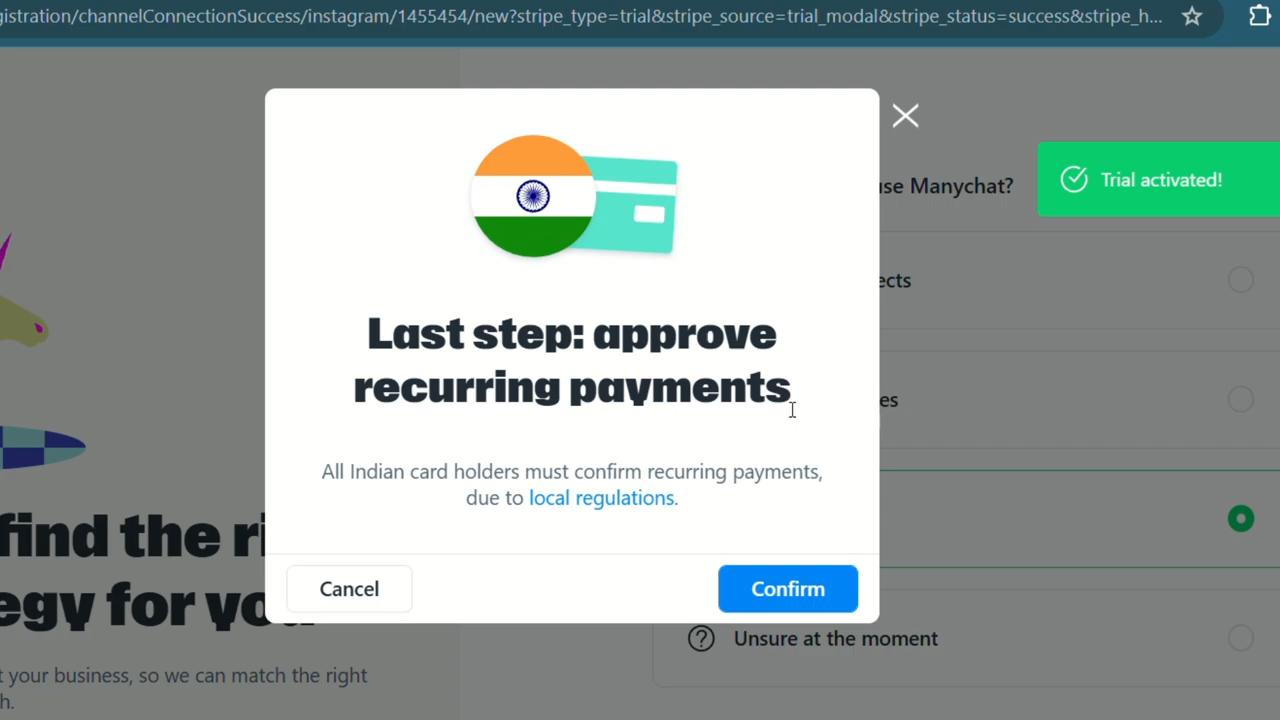 gistration/channelConnectionSuccess/instagram/1455454/new?stripe_type=trial&stripe_source=trial_modal&stripe_status=success&stripe_h...
use Manychat?
Trial activated!
ects
Last step: approve
recurring payments
es
All Indian card holders must confirm recurring payments,
due to local regulations.
find the ri
Cancel
Confirm
egy for you
Unsure at the moment
t your business, so we can match the right
h.